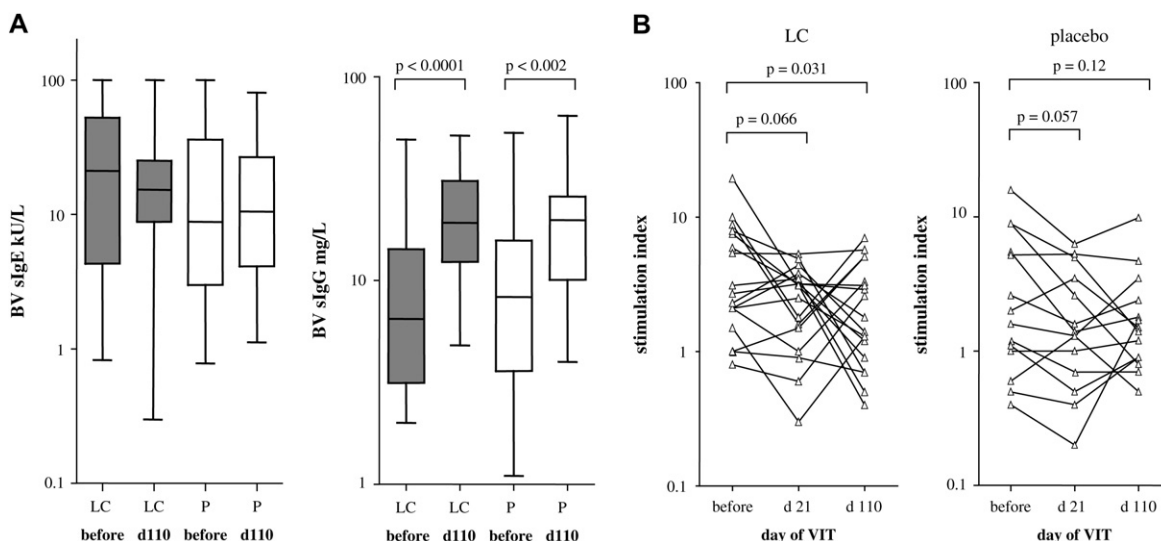 A
BV sIgE kU/L
100
10
1
0.1
LC LC P P
before d110 before d110
BV sIgG mg/L
p < 0.0001 p < 0.002
100
10
1
LC LC P P
before d110 before d110
B
LC
stimulation index
100
10
1
0.1
p = 0.031
p = 0.066
before d 21 d 110
day of VIT
placebo
stimulation index
100
10
1
0.1
p = 0.12
p = 0.057
before d 21 d 110
day of VIT